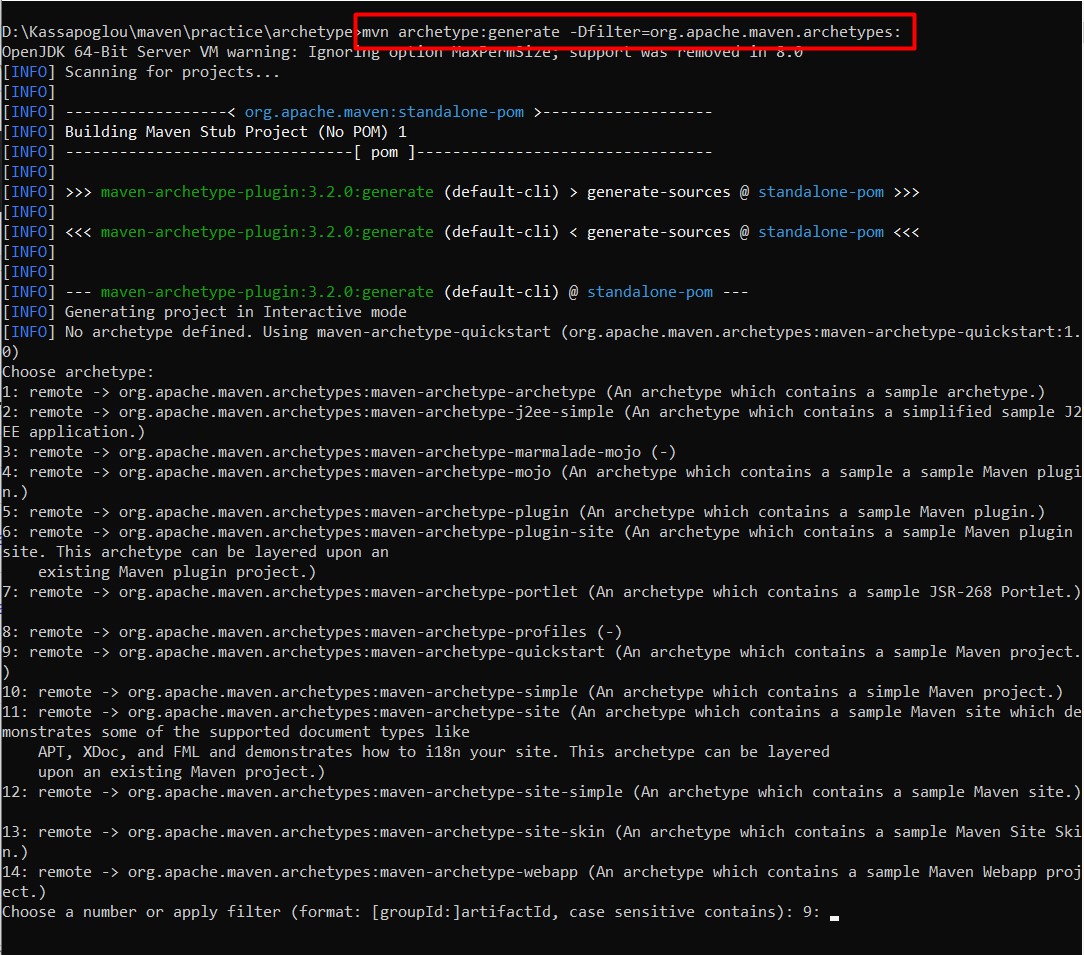 D:\Kassapoglou\maven\practice\archetype>mvn archetype:generate -Dfilter=org.apache.maven.archetypes:
OpenJDK 64-Bit Server VM warning: Ignoring option MaxPermSize; support was removed in 8.0
[INFO] Scanning for projects...
[INFO]
[INFO] ------------------< org.apache.maven:standalone-pom >-------------------
[INFO] Building Maven Stub Project (No POM) 1
[INFO] --------------------------------[ pom ]---------------------------------
[INFO]
[INFO] >>> maven-archetype-plugin:3.2.0:generate (default-cli) > generate-sources @ standalone-pom >>>
[INFO]
[INFO] <<< maven-archetype-plugin:3.2.0:generate (default-cli) < generate-sources @ standalone-pom <<<
[INFO]
[INFO]
[INFO] --- maven-archetype-plugin:3.2.0:generate (default-cli) @ standalone-pom ---
[INFO] Generating project in Interactive mode
[INFO] No archetype defined. Using maven-archetype-quickstart (org.apache.maven.archetypes:maven-archetype-quickstart:1.
0)
Choose archetype:
1: remote -> org.apache.maven.archetypes:maven-archetype-archetype (An archetype which contains a sample archetype.)
2: remote -> org.apache.maven.archetypes:maven-archetype-j2ee-simple (An archetype which contains a simplified sample J2
EE application.)
3: remote -> org.apache.maven.archetypes:maven-archetype-marmalade-mojo (-)
4: remote -> org.apache.maven.archetypes:maven-archetype-mojo (An archetype which contains a sample a sample Maven plugi
n.)
5: remote -> org.apache.maven.archetypes:maven-archetype-plugin (An archetype which contains a sample Maven plugin.)
6: remote -> org.apache.maven.archetypes:maven-archetype-plugin-site (An archetype which contains a sample Maven plugin
site. This archetype can be layered upon an
    existing Maven plugin project.)
7: remote -> org.apache.maven.archetypes:maven-archetype-portlet (An archetype which contains a sample JSR-268 Portlet.)
8: remote -> org.apache.maven.archetypes:maven-archetype-profiles (-)
9: remote -> org.apache.maven.archetypes:maven-archetype-quickstart (An archetype which contains a sample Maven project.
)
10: remote -> org.apache.maven.archetypes:maven-archetype-simple (An archetype which contains a simple Maven project.)
11: remote -> org.apache.maven.archetypes:maven-archetype-site (An archetype which contains a sample Maven site which de
monstrates some of the supported document types like
    APT, XDoc, and FML and demonstrates how to i18n your site. This archetype can be layered
    upon an existing Maven project.)
12: remote -> org.apache.maven.archetypes:maven-archetype-site-simple (An archetype which contains a sample Maven site.)
13: remote -> org.apache.maven.archetypes:maven-archetype-site-skin (An archetype which contains a sample Maven Site Ski
n.)
14: remote -> org.apache.maven.archetypes:maven-archetype-webapp (An archetype which contains a sample Maven Webapp proj
ect.)
Choose a number or apply filter (format: [groupId:]artifactId, case sensitive contains): 9: _